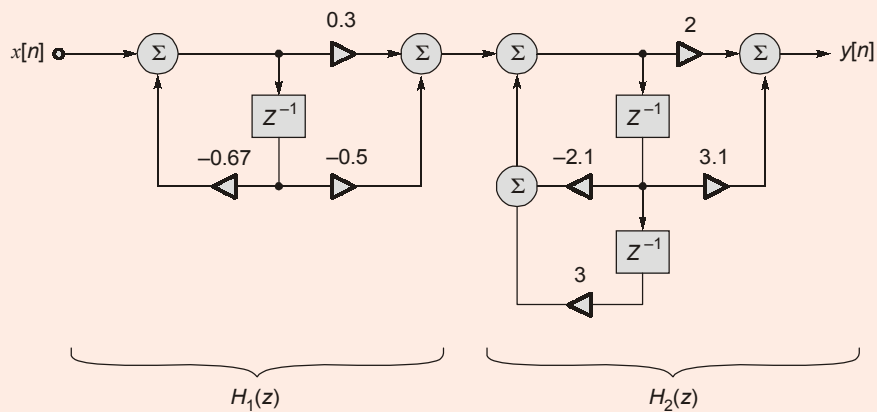 0.3
2
x[n]
Σ
Σ
Σ
Σ
y[n]
z⁻¹
z⁻¹
–0.67
–0.5
–2.1
3.1
Σ
z⁻¹
3
H₁(z)
H₂(z)